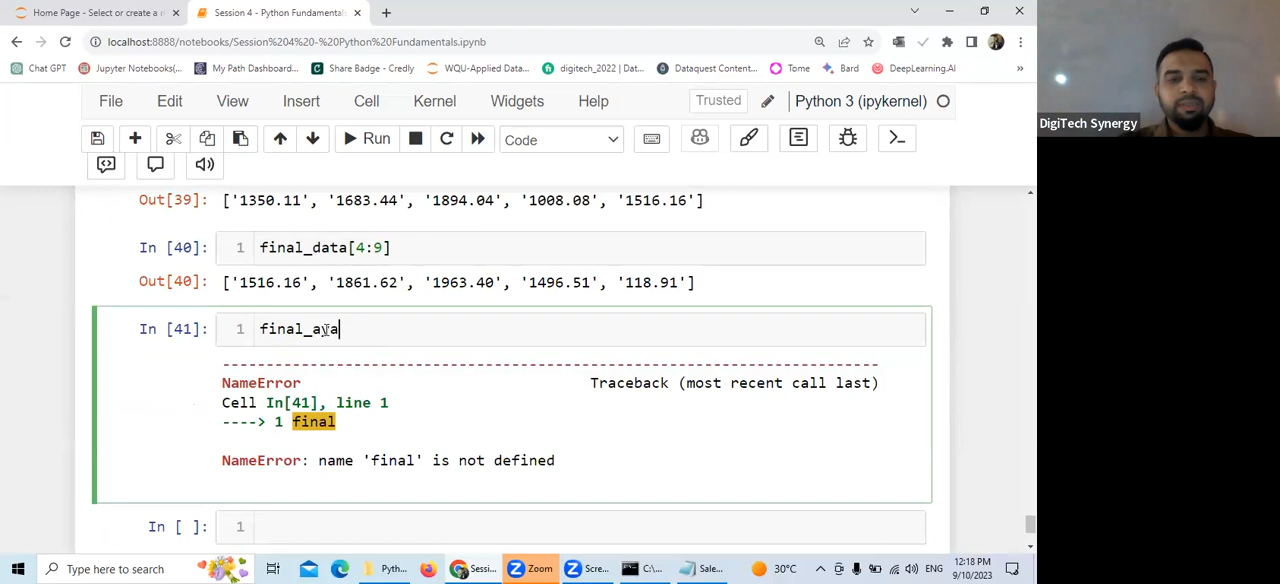 Home Page - Select or create a n
Session 4 - Python Fundamentals
localhost:8888/notebooks/Session%204%20-%20Python%20Fundamentals.ipynb
Chat GPT
Jupyter Notebooks(...
My Path Dashboard...
Share Badge - Credly
WQU-Applied Data...
digitech_2022 | Dat...
Dataquest Content...
Tome
Bard
DeepLearning.AI
»
File Edit View Insert Cell Kernel Widgets Help Trusted Python 3 (ipykernel)
Run Code
DigiTech Synergy
Out[39]: ['1350.11', '1683.44', '1894.04', '1008.08', '1516.16']
In [40]: 1 final_data[4:9]
Out[40]: ['1516.16', '1861.62', '1963.40', '1496.51', '118.91']
In [41]: 1 final_aya
NameError Traceback (most recent call last)
Cell In[41], line 1
----> 1 final
NameError: name 'final' is not defined
In [ ]: 1
Type here to search
Pyth...
Sessi...
Zoom
Scre...
C:\...
Sale...
30°C
ENG
12:18 PM
9/10/2023